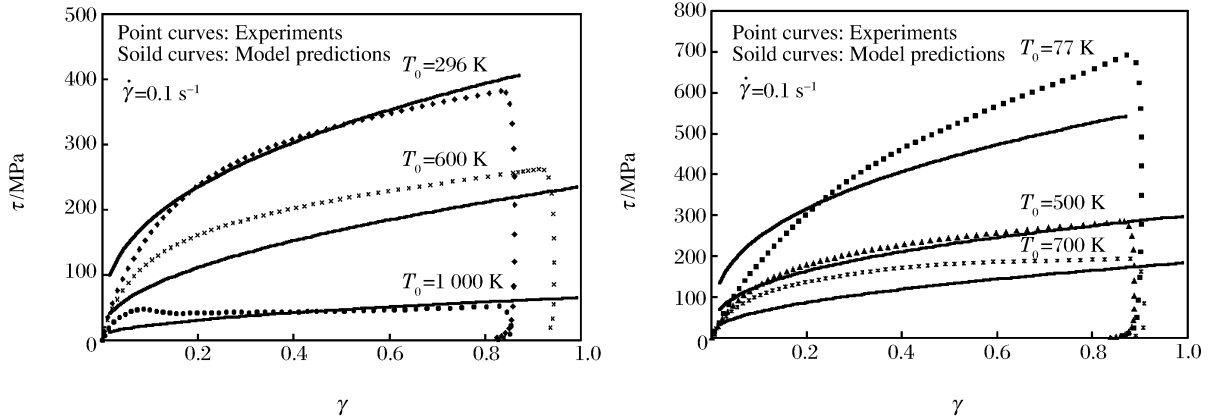 500
400
300
200
100
0
τ/MPa
Point curves: Experiments
Soild curves: Model predictions
γ̇=0.1 s⁻¹
T₀=296 K
T₀=600 K
T₀=1 000 K
0.2
0.4
0.6
0.8
1.0
γ
800
700
600
500
400
300
200
100
0
τ/MPa
Point curves: Experiments
Soild curves: Model predictions
γ̇=0.1 s⁻¹
T₀=77 K
T₀=500 K
T₀=700 K
0.2
0.4
0.6
0.8
1.0
γ